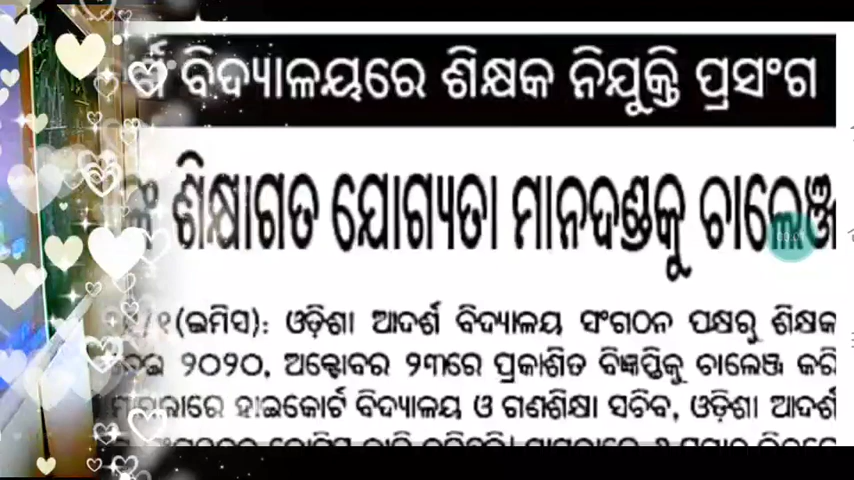 ବିଦ୍ୟାଳୟରେ ଶିକ୍ଷକ ନିଯୁକ୍ତି ପ୍ରସଂଗ
ଶିକ୍ଷାଗତ ଯୋଗ୍ୟତା ମାନଦଣ୍ଡକୁ ଚାଲେଞ୍ଜ
/୧(ଇମିସ): ଓଡ଼ିଶା ଆଦର୍ଶ ବିଦ୍ୟାଳୟ ସଂଗଠନ ପକ୍ଷରୁ ଶିକ୍ଷକ
୨୦୨୦, ଅକ୍ଟୋବର ୨୩ରେ ପ୍ରକାଶିତ ବିଜ୍ଞପ୍ତିକୁ ଚାଲେଞ୍ଜ କରି
ହାଇକୋର୍ଟ ବିଦ୍ୟାଳୟ ଓ ଗଣଶିକ୍ଷା ସଚିବ, ଓଡ଼ିଶା ଆଦର୍ଶ